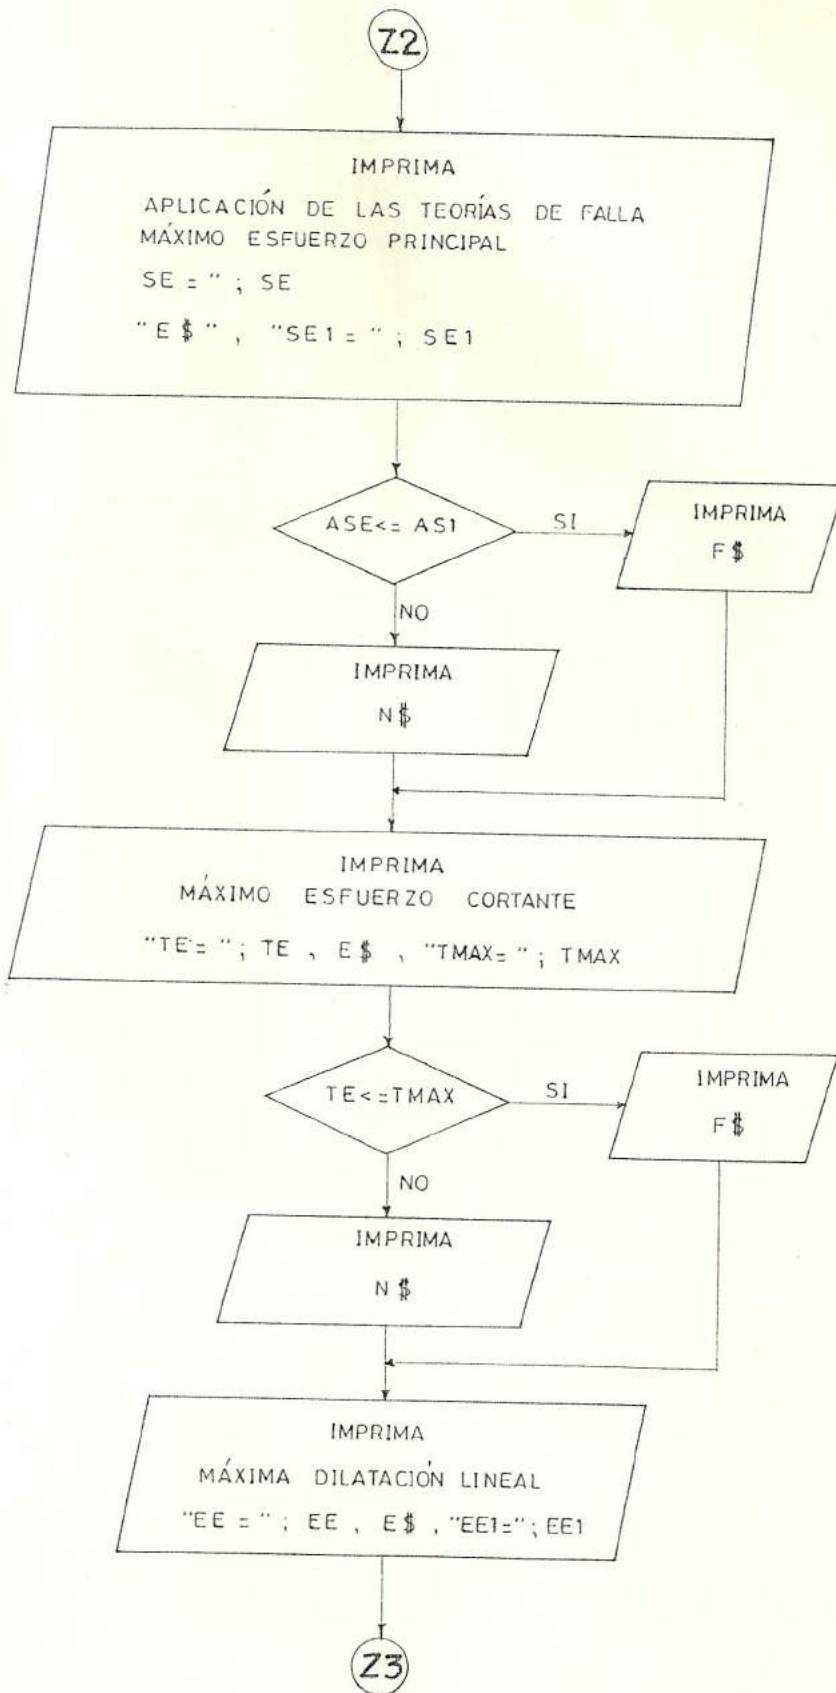 Z2
IMPRIMA
APLICACIÓN DE LAS TEORÍAS DE FALLA
MÁXIMO ESFUERZO PRINCIPAL
SE = " ; SE
" E $ " , "SE1 = " ; SE1
ASE<= AS1
SI
IMPRIMA
F $
NO
IMPRIMA
N $
IMPRIMA
MÁXIMO ESFUERZO CORTANTE
"TE = " ; TE , E $ , "TMAX= " ; TMAX
TE<=TMAX
SI
IMPRIMA
F $
NO
IMPRIMA
N $
IMPRIMA
MÁXIMA DILATACIÓN LINEAL
"EE = " ; EE , E $ , "EE1=" ; EE1
Z3